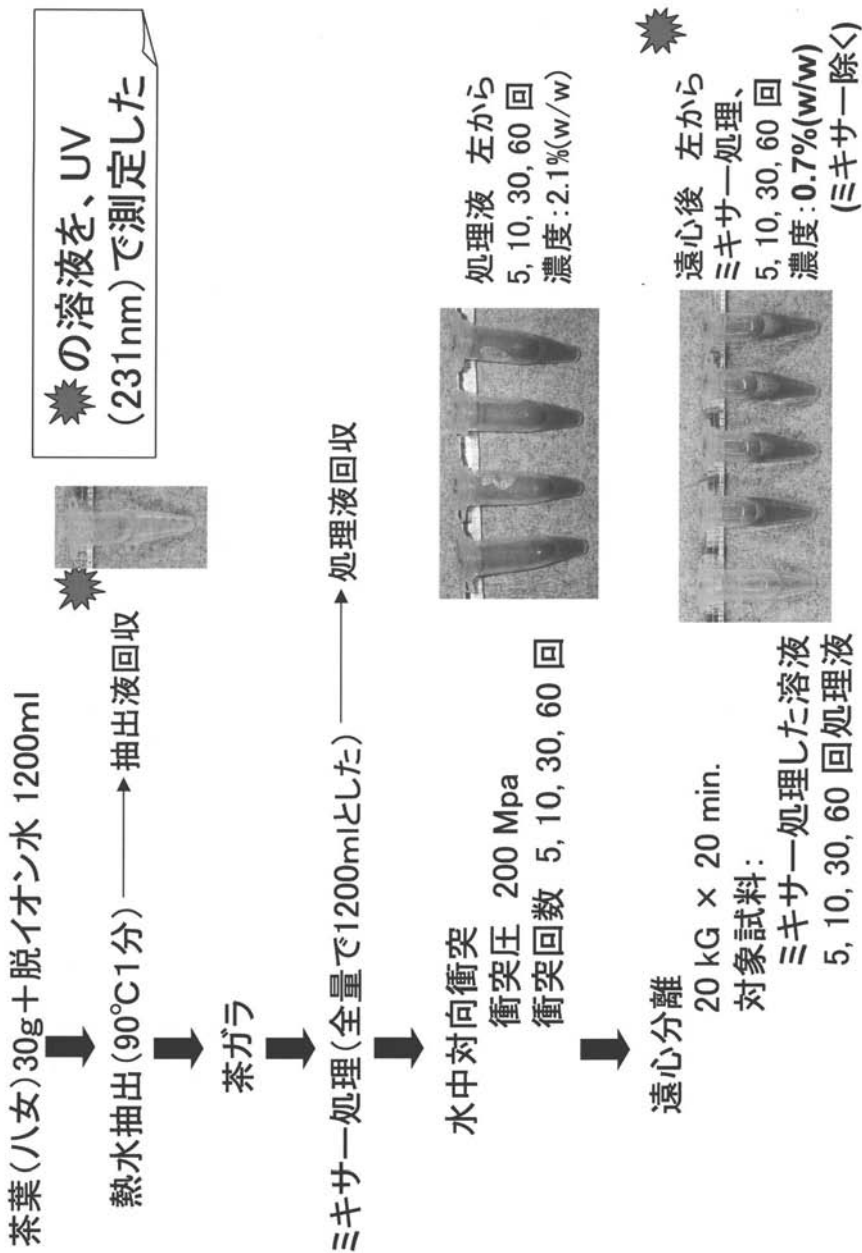 茶葉(八女)30g＋脱イオン水 1200ml
熱水抽出(90℃1分)
抽出液回収
の溶液を、UV
(231nm)で測定した
茶ガラ
ミキサー処理(全量で1200mlとした)
処理液回収
水中対向衝突
衝突圧 200 Mpa
衝突回数 5, 10, 30, 60 回
処理液 左から
5, 10, 30, 60 回
濃度:2.1%(w/w)
遠心分離
20 kG × 20 min.
対象試料:
ミキサー処理した溶液
5, 10, 30, 60 回処理液
遠心後 左から
ミキサー処理、
5, 10, 30, 60 回
濃度:0.7%(w/w)
(ミキサー除く)